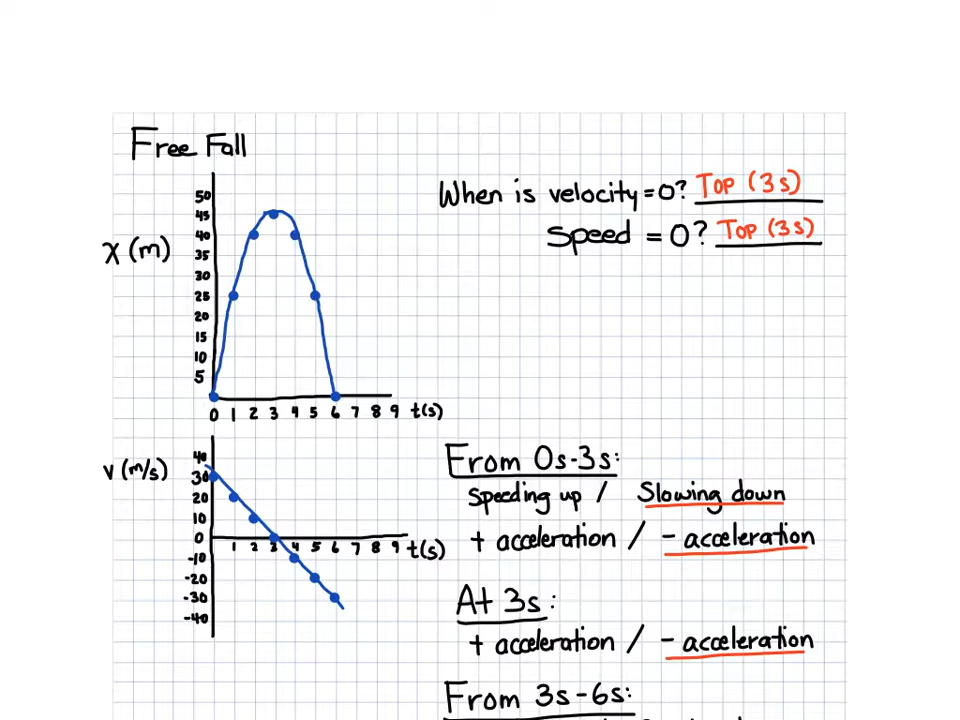 Free Fall
50
45
40
35
30
25
20
15
10
5
x (m)
0 1 2 3 4 5 6 7 8 9 t(s)
When is velocity = 0? Top (3s)
Speed = 0? Top (3s)
v (m/s)
40
30
20
10
0
-10
-20
-30
-40
1 2 3 4 5 6 7 8 9 t(s)
From 0s-3s:
Speeding up / Slowing down
+ acceleration / - acceleration
At 3s:
+ acceleration / - acceleration
From 3s-6s: